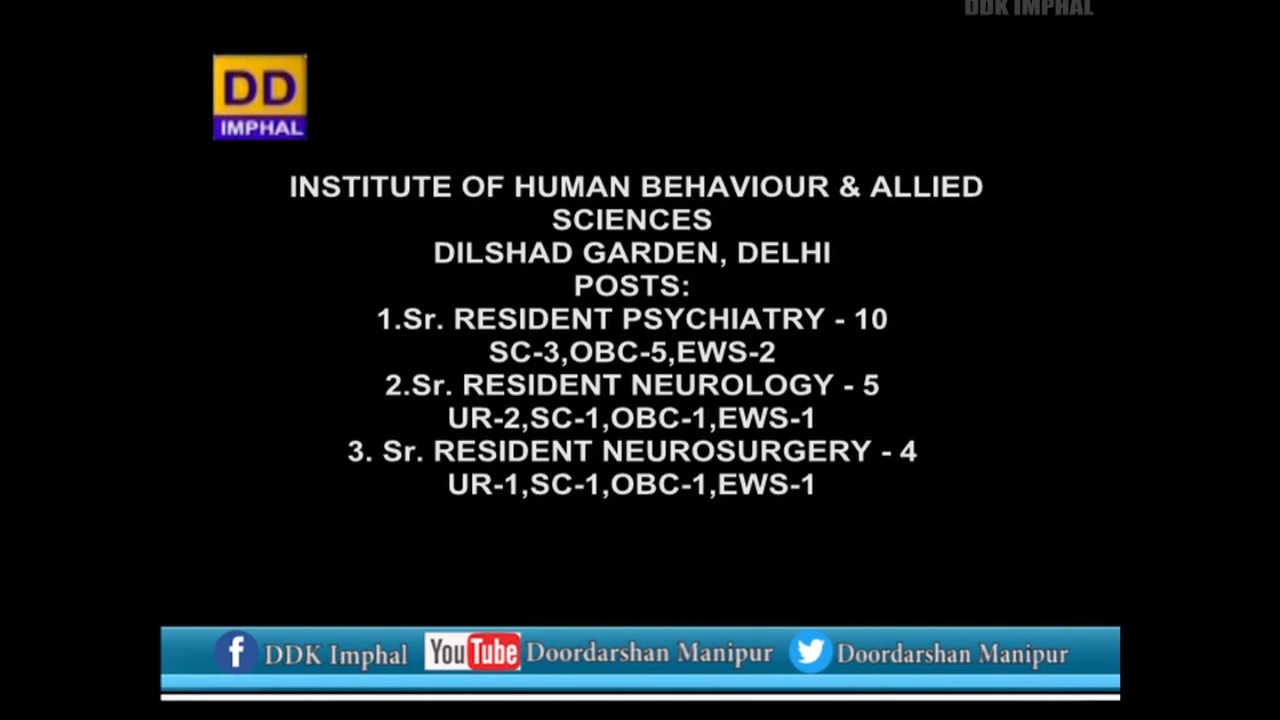 DDK IMPHAL
DD
IMPHAL
INSTITUTE OF HUMAN BEHAVIOUR & ALLIED
SCIENCES
DILSHAD GARDEN, DELHI
POSTS:
1.Sr. RESIDENT PSYCHIATRY - 10
SC-3,OBC-5,EWS-2
2.Sr. RESIDENT NEUROLOGY - 5
UR-2,SC-1,OBC-1,EWS-1
3. Sr. RESIDENT NEUROSURGERY - 4
UR-1,SC-1,OBC-1,EWS-1
f DDK Imphal YouTube Doordarshan Manipur Doordarshan Manipur